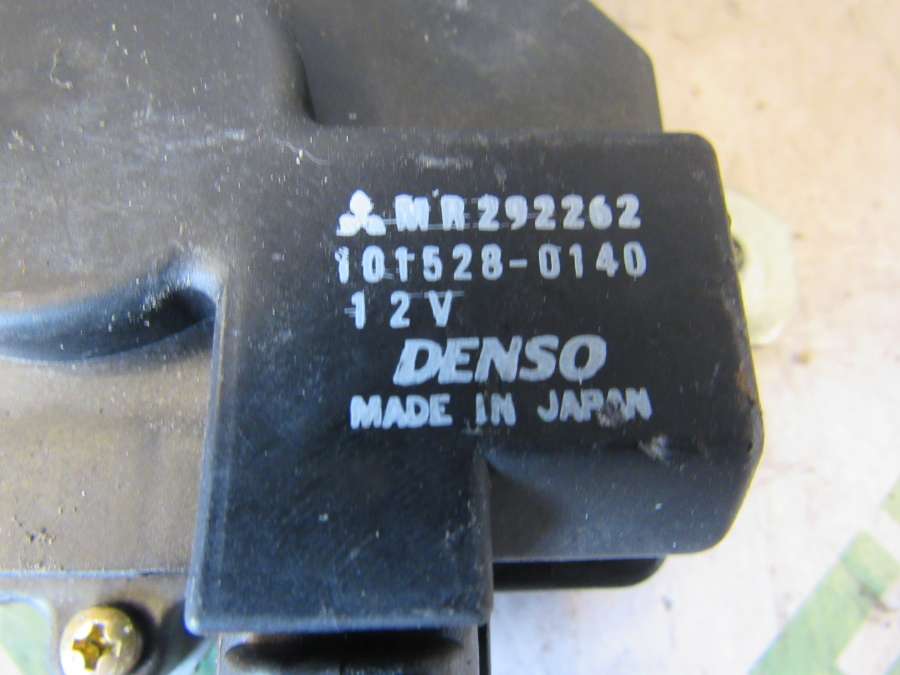 MR292262
101528-0140
12V
DENSO
MADE IN JAPAN